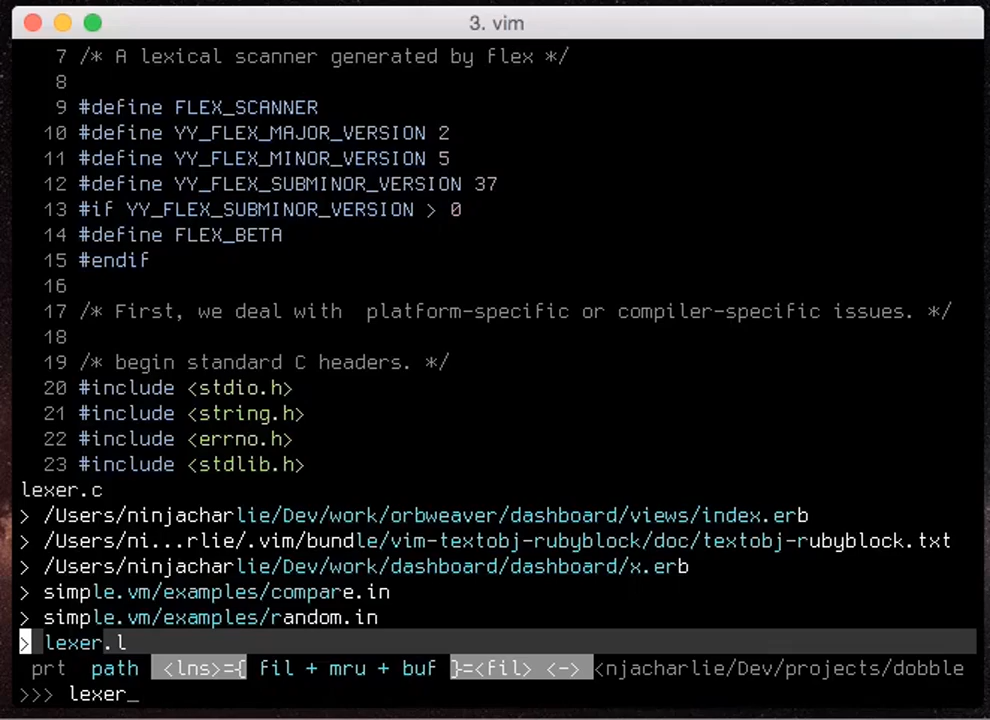 3. vim
7 /* A lexical scanner generated by flex */
8
9 #define FLEX_SCANNER
10 #define YY_FLEX_MAJOR_VERSION 2
11 #define YY_FLEX_MINOR_VERSION 5
12 #define YY_FLEX_SUBMINOR_VERSION 37
13 #if YY_FLEX_SUBMINOR_VERSION > 0
14 #define FLEX_BETA
15 #endif
16
17 /* First, we deal with  platform-specific or compiler-specific issues. */
18
19 /* begin standard C headers. */
20 #include <stdio.h>
21 #include <string.h>
22 #include <errno.h>
23 #include <stdlib.h>
lexer.c
> /Users/ninjacharlie/Dev/work/orbweaver/dashboard/views/index.erb
> /Users/ni...rlie/.vim/bundle/vim-textobj-rubyblock/doc/textobj-rubyblock.txt
> /Users/ninjacharlie/Dev/work/dashboard/dashboard/x.erb
> simple.vm/examples/compare.in
> simple.vm/examples/random.in
> lexer.l
prt path <lns>={ fil + mru + buf }=<fil> <-> <njacharlie/Dev/projects/dobble
>>> lexer_